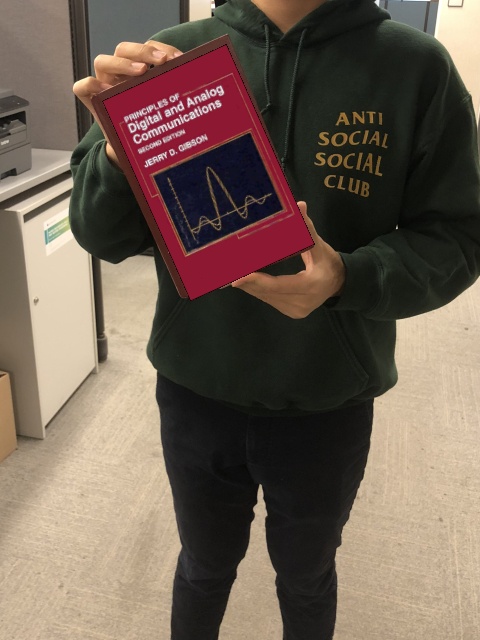 PRINCIPLES OF
Digital and Analog
Communications
SECOND EDITION
JERRY D. GIBSON
ANTI
SOCIAL
SOCIAL
CLUB